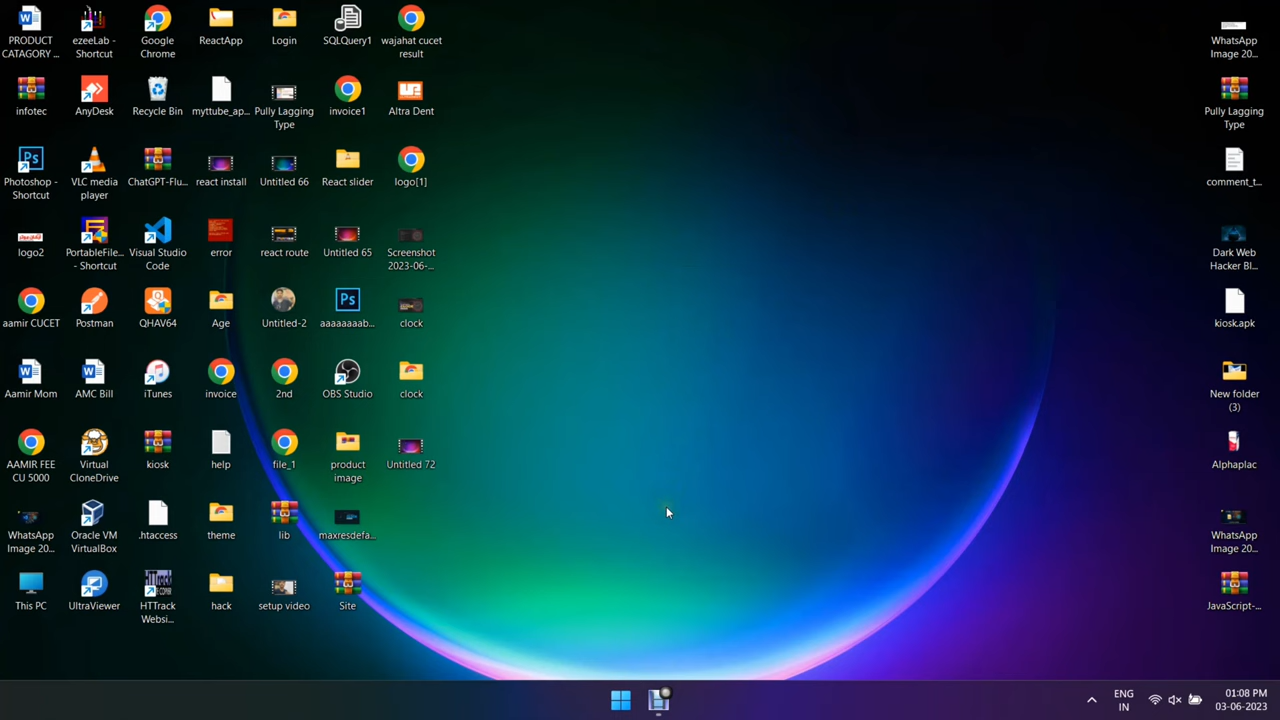 PRODUCT
CATAGORY ...
ezeeLab -
Shortcut
Google
Chrome
ReactApp
Login
SQLQuery1
wajahat cucet
result
infotec
AnyDesk
Recycle Bin
myttube_ap...
Pully Lagging
Type
invoice1
Altra Dent
Photoshop -
Shortcut
VLC media
player
ChatGPT-Flu...
react install
Untitled 66
React slider
logo[1]
logo2
PortableFile...
- Shortcut
Visual Studio
Code
error
react route
Untitled 65
Screenshot
2023-06-...
aamir CUCET
Postman
QHAV64
Age
Untitled-2
aaaaaaaab...
clock
Aamir Mom
AMC Bill
iTunes
invoice
2nd
OBS Studio
clock
AAMIR FEE
CU 5000
Virtual
CloneDrive
kiosk
help
file_1
product
image
Untitled 72
WhatsApp
Image 20...
Oracle VM
VirtualBox
.htaccess
theme
lib
maxresdefa...
This PC
UltraViewer
HTTrack
Websi...
hack
setup video
Site
WhatsApp
Image 20...
Pully Lagging
Type
comment_t...
Dark Web
Hacker Bl...
kiosk.apk
New folder
(3)
Alphaplac
WhatsApp
Image 20...
JavaScript-...
ENG
IN
01:08 PM
03-06-2023